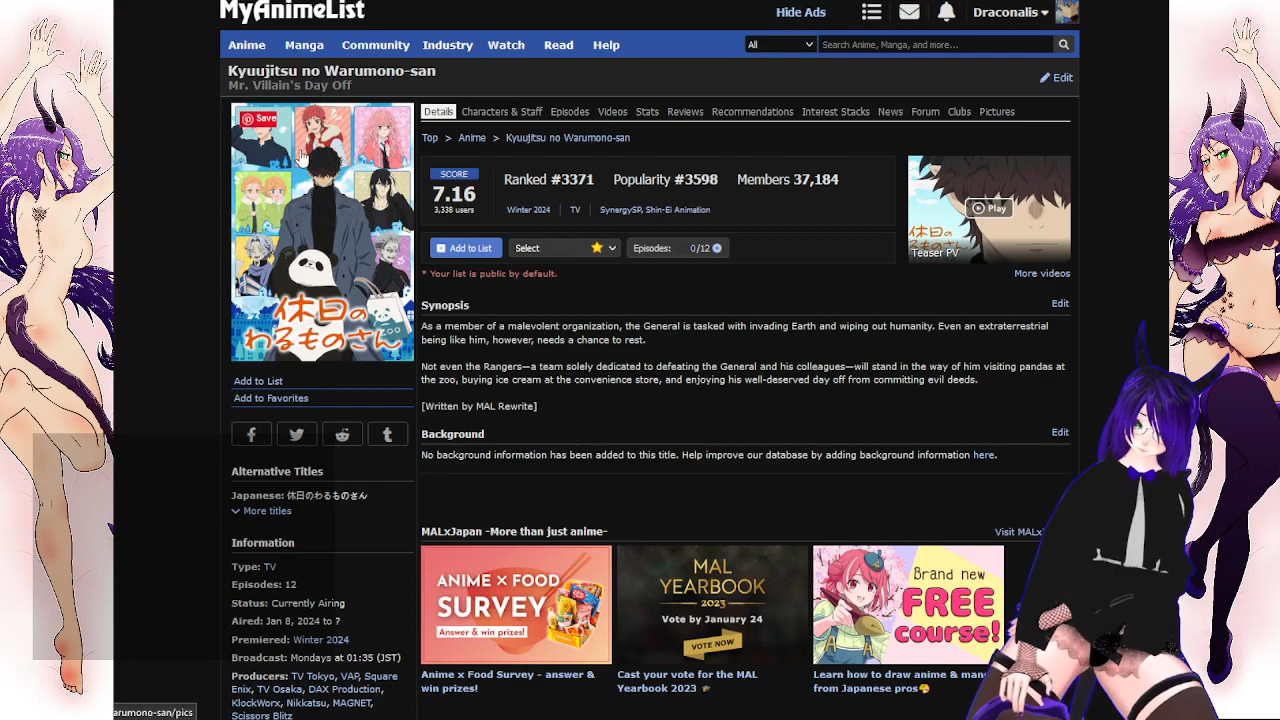 MyAnimeList
Hide Ads
Draconalis
Anime Manga Community Industry Watch Read Help
All
Search Anime, Manga, and more...
Kyuujitsu no Warumono-san
Mr. Villain's Day Off
Edit
Save
休日の
わるものさん
Details Characters & Staff Episodes Videos Stats Reviews Recommendations Interest Stacks News Forum Clubs Pictures
Top > Anime > Kyuujitsu no Warumono-san
SCORE
7.16
3,338 users
Ranked #3371 Popularity #3598 Members 37,184
Winter 2024 | TV | SynergySP, Shin-Ei Animation
Play
Teaser PV
More videos
Add to List
Select
Episodes: 0/12
* Your list is public by default.
Synopsis
Edit
As a member of a malevolent organization, the General is tasked with invading Earth and wiping out humanity. Even an extraterrestrial
being like him, however, needs a chance to rest.
Not even the Rangers—a team solely dedicated to defeating the General and his colleagues—will stand in the way of him visiting pandas at
the zoo, buying ice cream at the convenience store, and enjoying his well-deserved day off from committing evil deeds.
[Written by MAL Rewrite]
Background
Edit
No background information has been added to this title. Help improve our database by adding background information here.
Add to List
Add to Favorites
Alternative Titles
Japanese: 休日のわるものさん
More titles
Information
Type: TV
Episodes: 12
Status: Currently Airing
Aired: Jan 8, 2024 to ?
Premiered: Winter 2024
Broadcast: Mondays at 01:35 (JST)
Producers: TV Tokyo, VAP, Square
Enix, TV Osaka, DAX Production,
KlockWorx, Nikkatsu, MAGNET,
Scissors Blitz
MALxJapan -More than just anime-
Visit MALx
ANIME × FOOD
SURVEY
Answer & win prizes!
Anime x Food Survey - answer &
win prizes!
MAL
YEARBOOK
2023
Vote by January 24
VOTE NOW
Cast your vote for the MAL
Yearbook 2023
Brand new
FREE
course!
Learn how to draw anime & man
from Japanese pros
arumono-san/pics